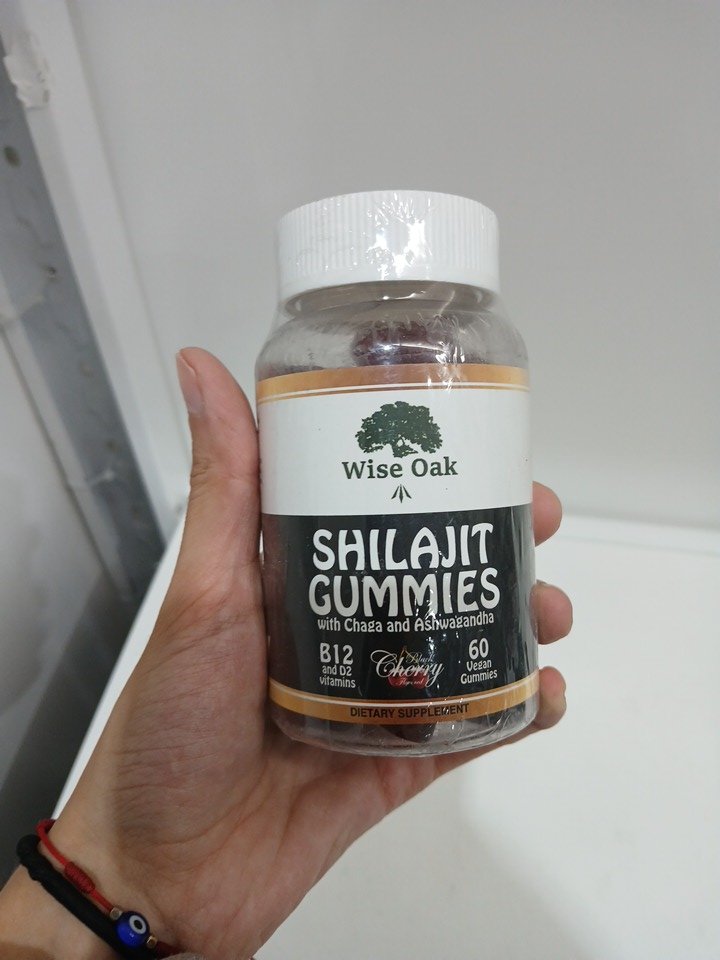 Wise Oak
SHILAJIT
GUMMIES
with Chaga and Ashwagandha
B12
and D2
vitamins
Black
Cherry
Flavored
60
Vegan
Gummies
DIETARY SUPPLEMENT